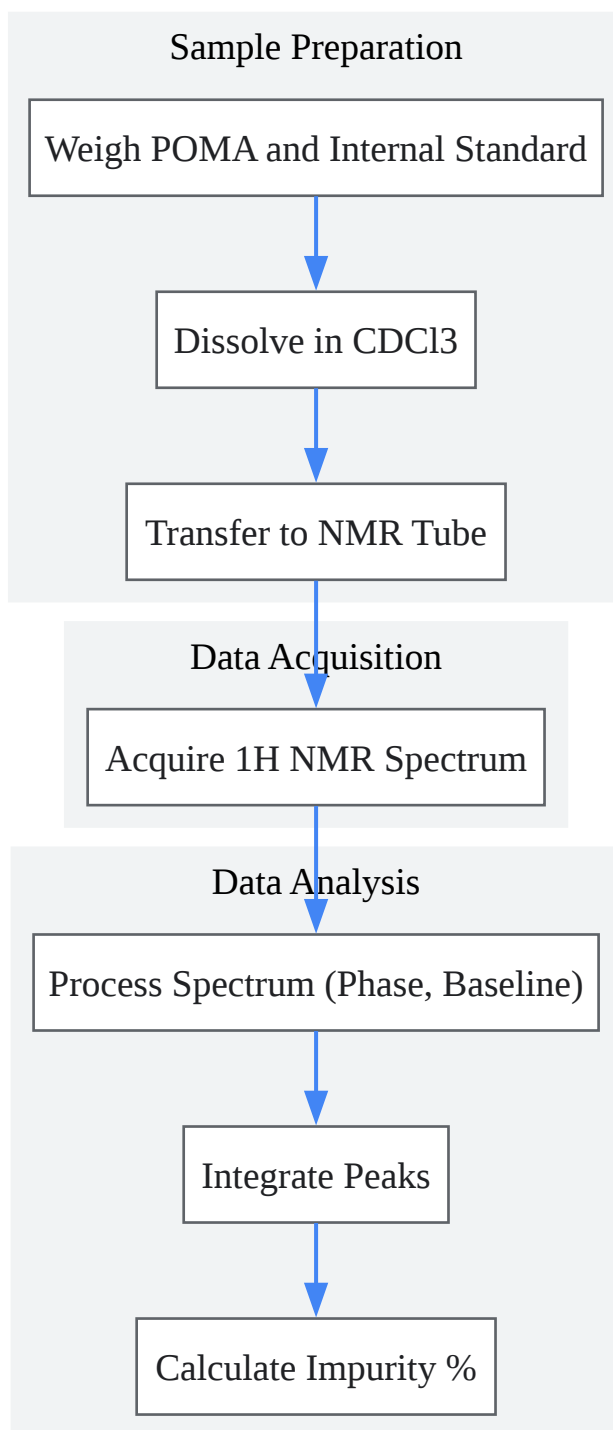 Sample Preparation
Weigh POMA and Internal Standard
Dissolve in CDCl3
Transfer to NMR Tube
Data Acquisition
Acquire 1H NMR Spectrum
Data Analysis
Process Spectrum (Phase, Baseline)
Integrate Peaks
Calculate Impurity %